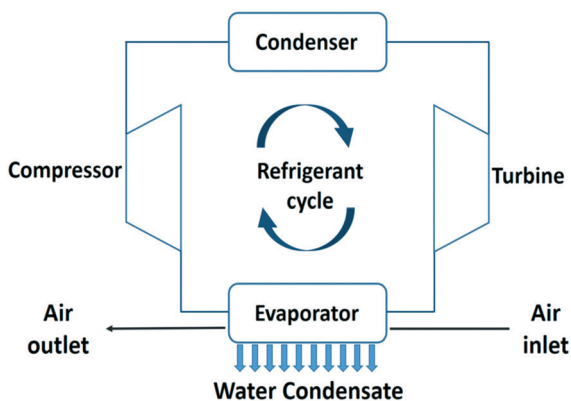 Condenser
Compressor
Refrigerant
cycle
Turbine
Air
outlet
Evaporator
Air
inlet
Water Condensate